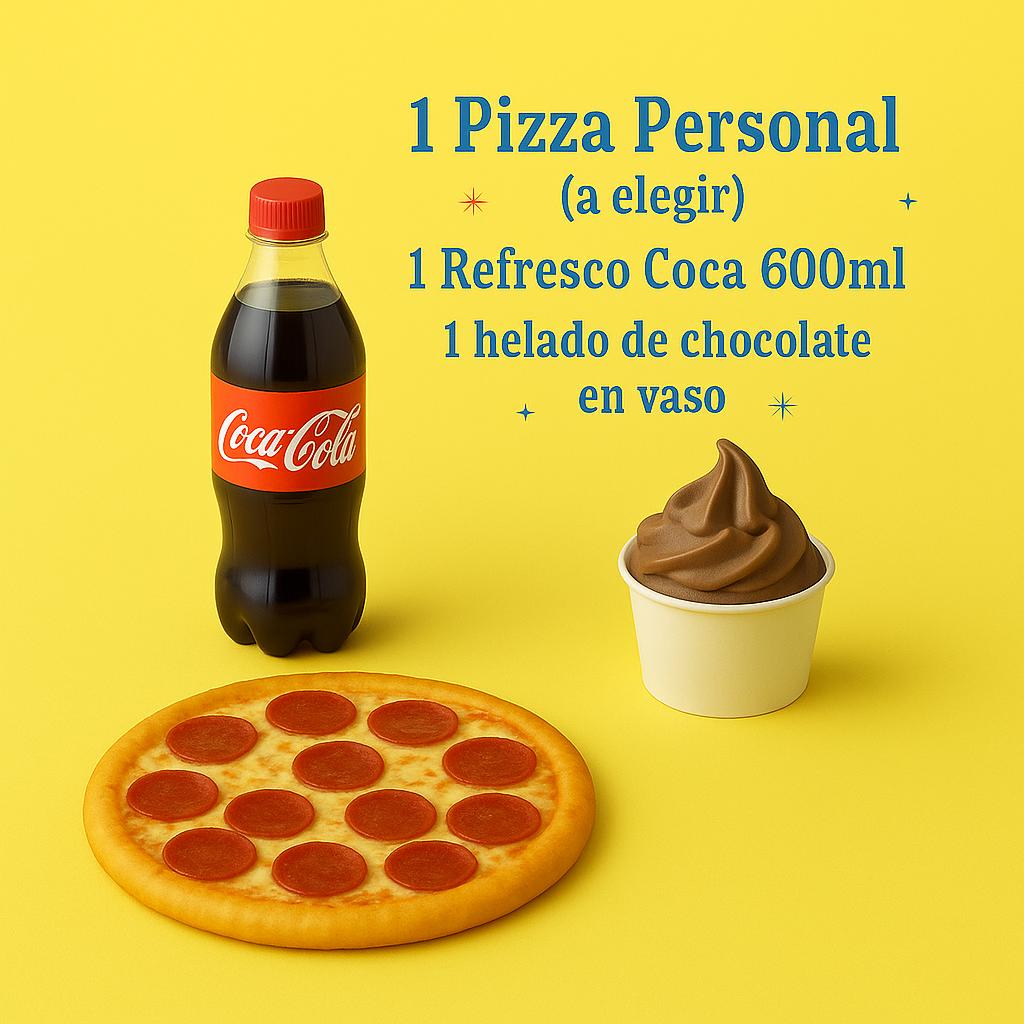 1 Pizza Personal
(a elegir)
1 Refresco Coca 600ml
1 helado de chocolate
en vaso
Coca-Cola